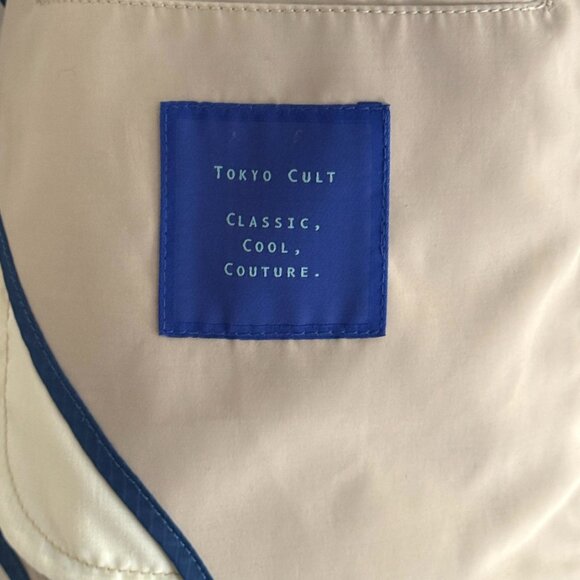 Tokyo Cult
Classic,
Cool,
Couture.